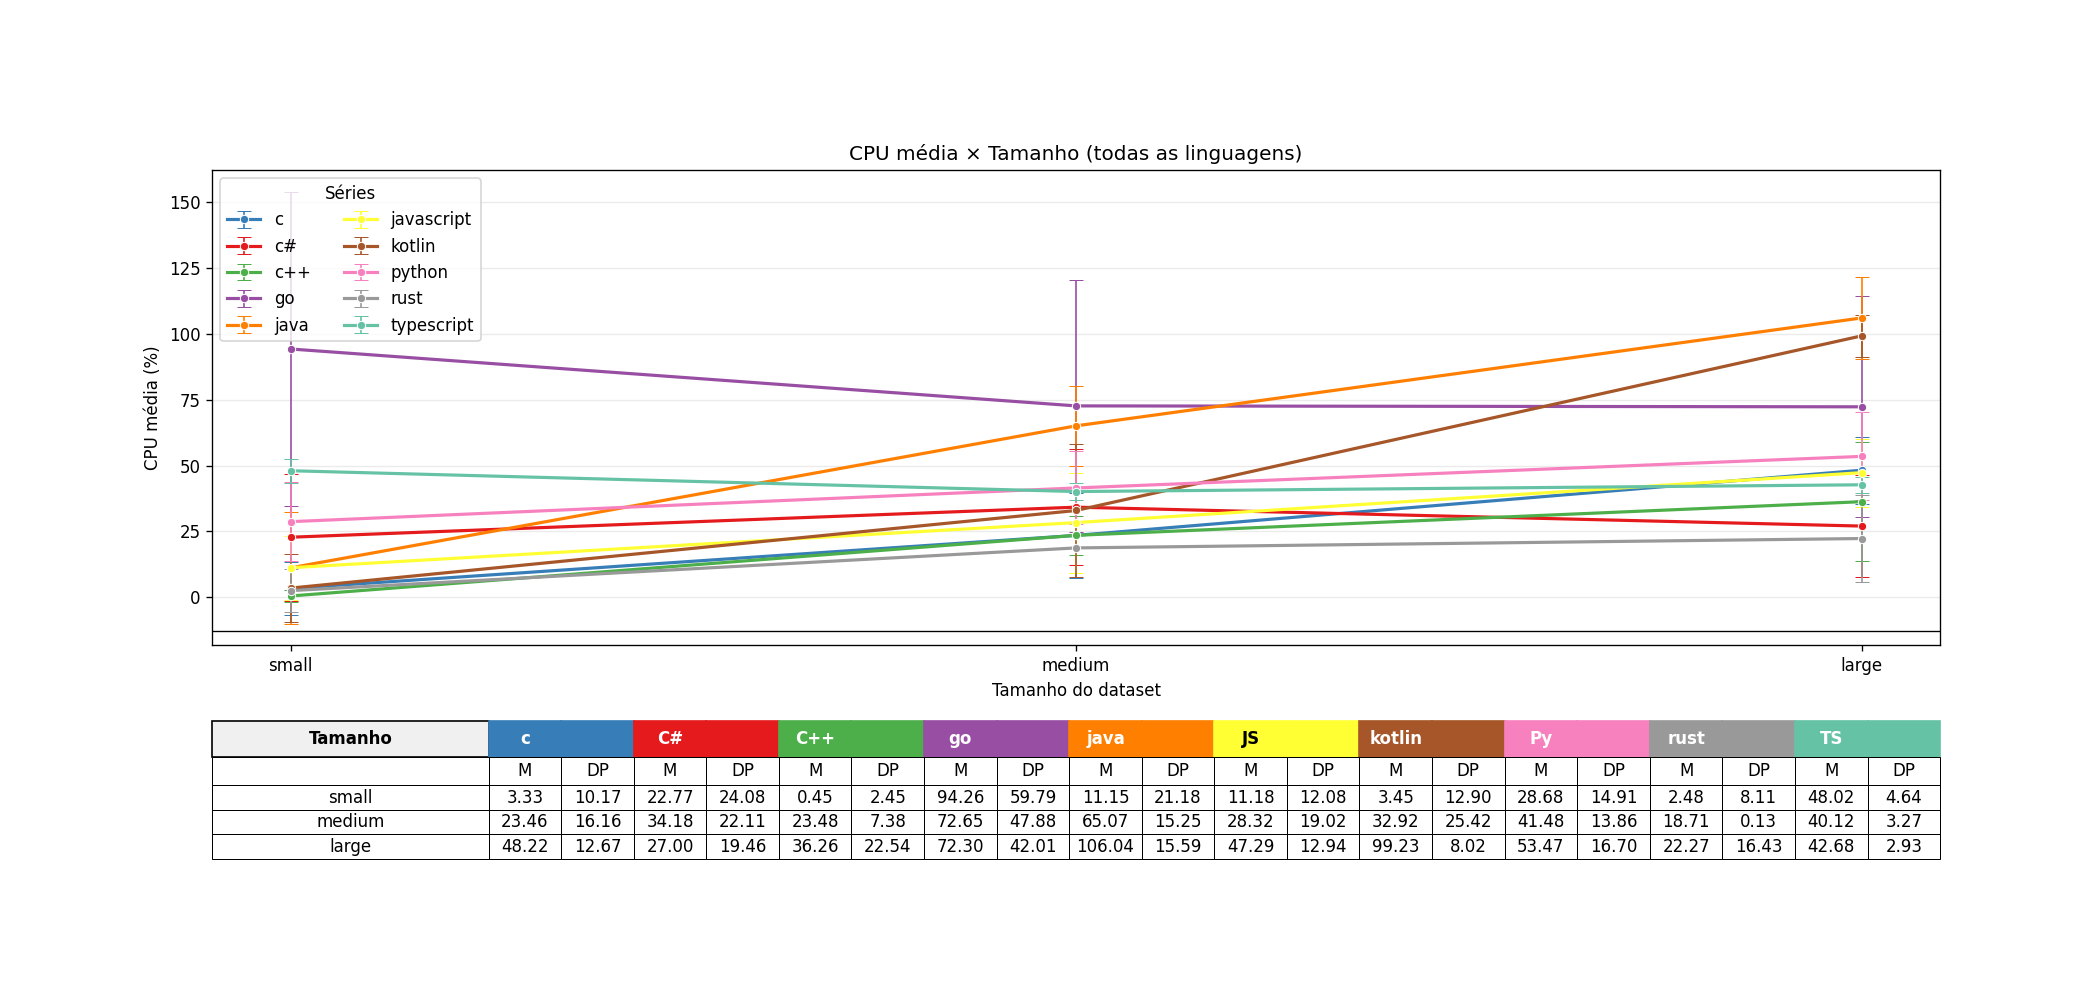 CPU média × Tamanho (todas as linguagens)
Séries
c
c#
c++
go
java
javascript
kotlin
python
rust
typescript
CPU média (%)
150
125
100
75
50
25
0
small medium large
Tamanho do dataset
Tamanho c C# C++ go java JS kotlin Py rust TS
M DP M DP M DP M DP M DP M DP M DP M DP M DP M DP
small 3.33 10.17 22.77 24.08 0.45 2.45 94.26 59.79 11.15 21.18 11.18 12.08 3.45 12.90 28.68 14.91 2.48 8.11 48.02 4.64
medium 23.46 16.16 34.18 22.11 23.48 7.38 72.65 47.88 65.07 15.25 28.32 19.02 32.92 25.42 41.48 13.86 18.71 0.13 40.12 3.27
large 48.22 12.67 27.00 19.46 36.26 22.54 72.30 42.01 106.04 15.59 47.29 12.94 99.23 8.02 53.47 16.70 22.27 16.43 42.68 2.93